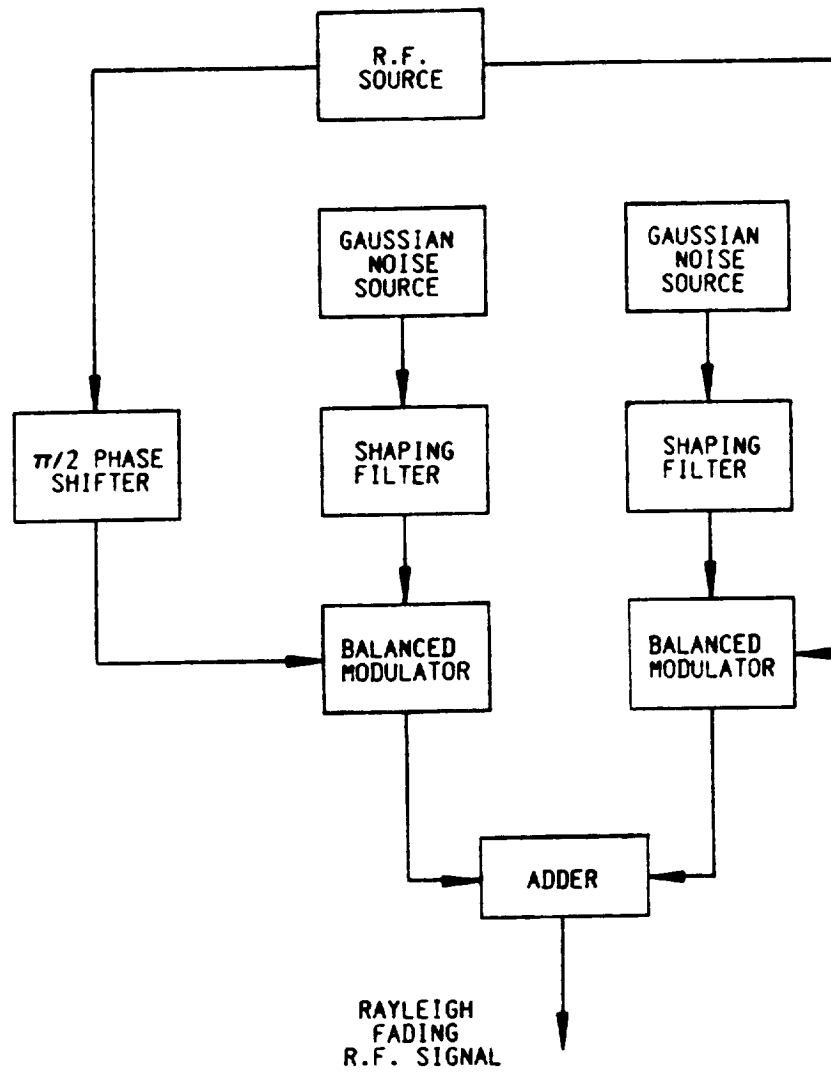 R.F.
SOURCE
GAUSSIAN
NOISE
SOURCE
GAUSSIAN
NOISE
SOURCE
π/2 PHASE
SHIFTER
SHAPING
FILTER
SHAPING
FILTER
BALANCED
MODULATOR
BALANCED
MODULATOR
ADDER
RAYLEIGH
FADING
R.F. SIGNAL